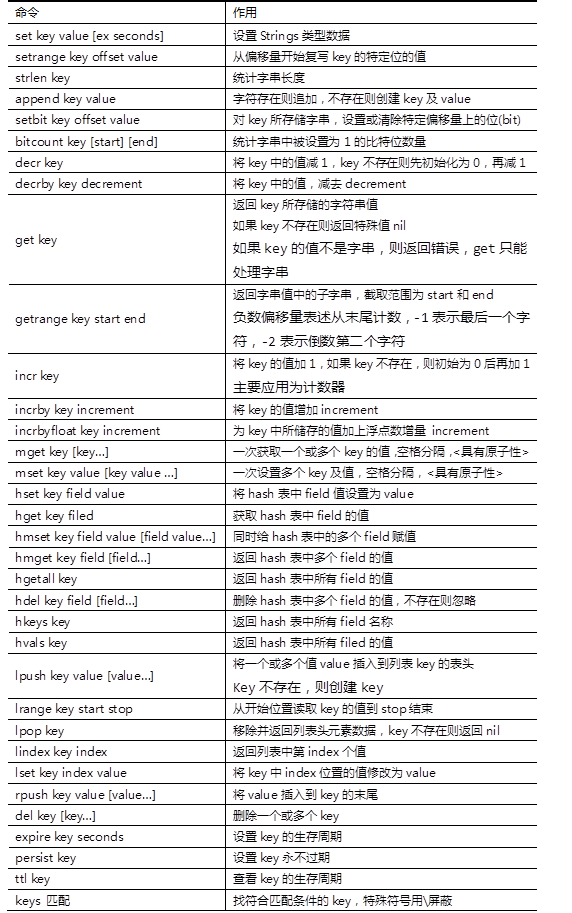 命令 作用
set key value [ex seconds] 设置 Strings 类型数据
setrange key offset value 从偏移量开始复写 key 的特定位的值
strlen key 统计字串长度
append key value 字符存在则追加，不存在则创建 key 及 value
setbit key offset value 对 key 所存储字串，设置或清除特定偏移量上的位(bit)
bitcount key [start] [end] 统计字串中被设置为 1 的比特位数量
decr key 将 key 中的值减 1，key 不存在则先初始化为 0，再减 1
decrby key decrement 将 key 中的值，减去 decrement
get key 返回 key 所存储的字符串值
如果 key 不存在则返回特殊值 nil
如果 key 的值不是字串，则返回错误，get 只能
处理字串
getrange key start end 返回字串值中的子字串，截取范围为 start 和 end
负数偏移量表述从末尾计数，-1 表示最后一个字
符，-2 表示倒数第二个字符
incr key 将 key 的值加 1，如果 key 不存在，则初始为 0 后再加 1
主要应用为计数器
incrby key increment 将 key 的值增加 increment
incrbyfloat key increment 为 key 中所储存的值加上浮点数增量 increment
mget key [key…] 一次获取一个或多个 key 的值,空格分隔,<具有原子性>
mset key value [key value …] 一次设置多个 key 及值，空格分隔，<具有原子性>
hset key field value 将 hash 表中 field 值设置为 value
hget key filed 获取 hash 表中 field 的值
hmset key field value [field value…] 同时给 hash 表中的多个 field 赋值
hmget key field [field…] 返回 hash 表中多个 field 的值
hgetall key 返回 hash 表中所有 field 的值
hdel key field [field…] 删除 hash 表中多个 field 的值，不存在则忽略
hkeys key 返回 hash 表中所有 field 名称
hvals key 返回 hash 表中所有 filed 的值
lpush key value [value…] 将一个或多个值 value 插入到列表 key 的表头
Key 不存在，则创建 key
lrange key start stop 从开始位置读取 key 的值到 stop 结束
lpop key 移除并返回列表头元素数据，key 不存在则返回 nil
lindex key index 返回列表中第 index 个值
lset key index value 将 key 中 index 位置的值修改为 value
rpush key value [value…] 将 value 插入到 key 的末尾
del key [key…] 删除一个或多个 key
expire key seconds 设置 key 的生存周期
persist key 设置 key 永不过期
ttl key 查看 key 的生存周期
keys 匹配 找符合匹配条件的 key，特殊符号用\屏蔽